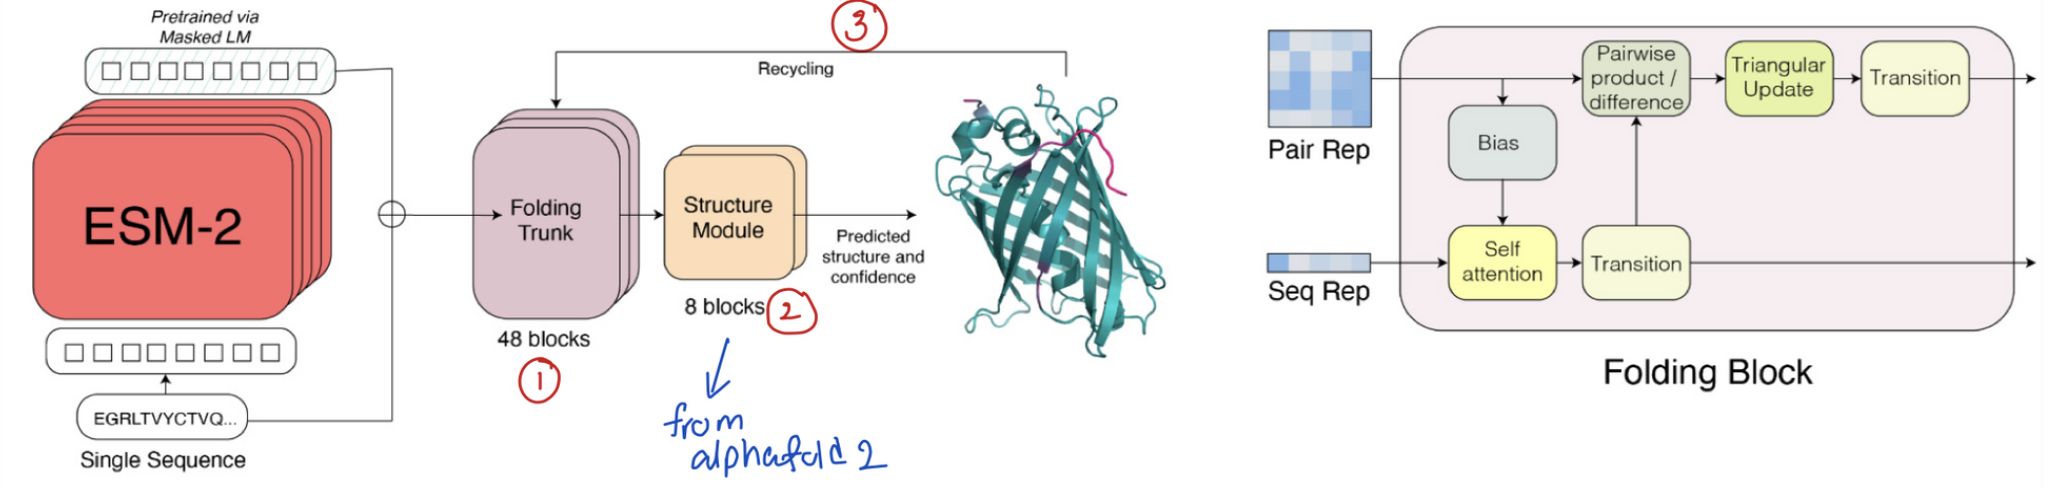 Pretrained via
Masked LM
ESM-2
EGRLTVYCTVQ...
Single Sequence
3
Recycling
Folding
Trunk
48 blocks
1
Structure
Module
8 blocks
2
from
alphafold 2
Predicted
structure and
confidence
Pair Rep
Seq Rep
Bias
Self
attention
Transition
Pairwise
product /
difference
Triangular
Update
Transition
Folding Block